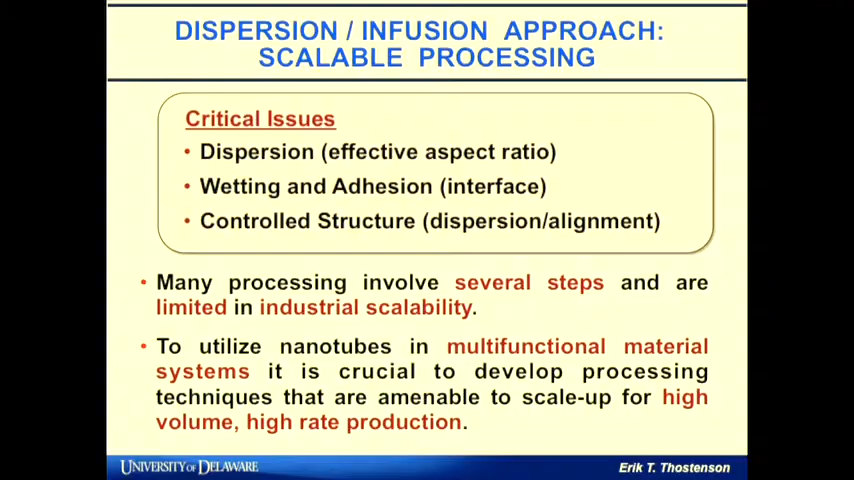 DISPERSION / INFUSION APPROACH:
SCALABLE PROCESSING
Critical Issues
• Dispersion (effective aspect ratio)
• Wetting and Adhesion (interface)
• Controlled Structure (dispersion/alignment)
• Many processing involve several steps and are
limited in industrial scalability.
• To utilize nanotubes in multifunctional material
systems it is crucial to develop processing
techniques that are amenable to scale-up for high
volume, high rate production.
UNIVERSITY OF DELAWARE
Erik T. Thostenson